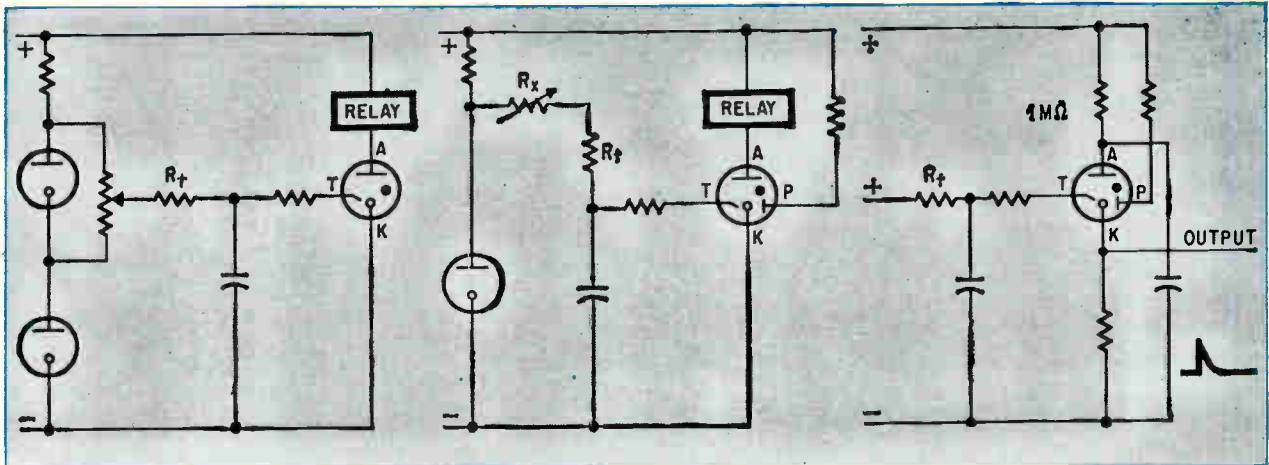 +
RELAY
A
Rt
T
K
−
+
Rx
RELAY
Rt
A
T
P
K
−
+
1MΩ
A
+
Rt
T
P
K
OUTPUT
−